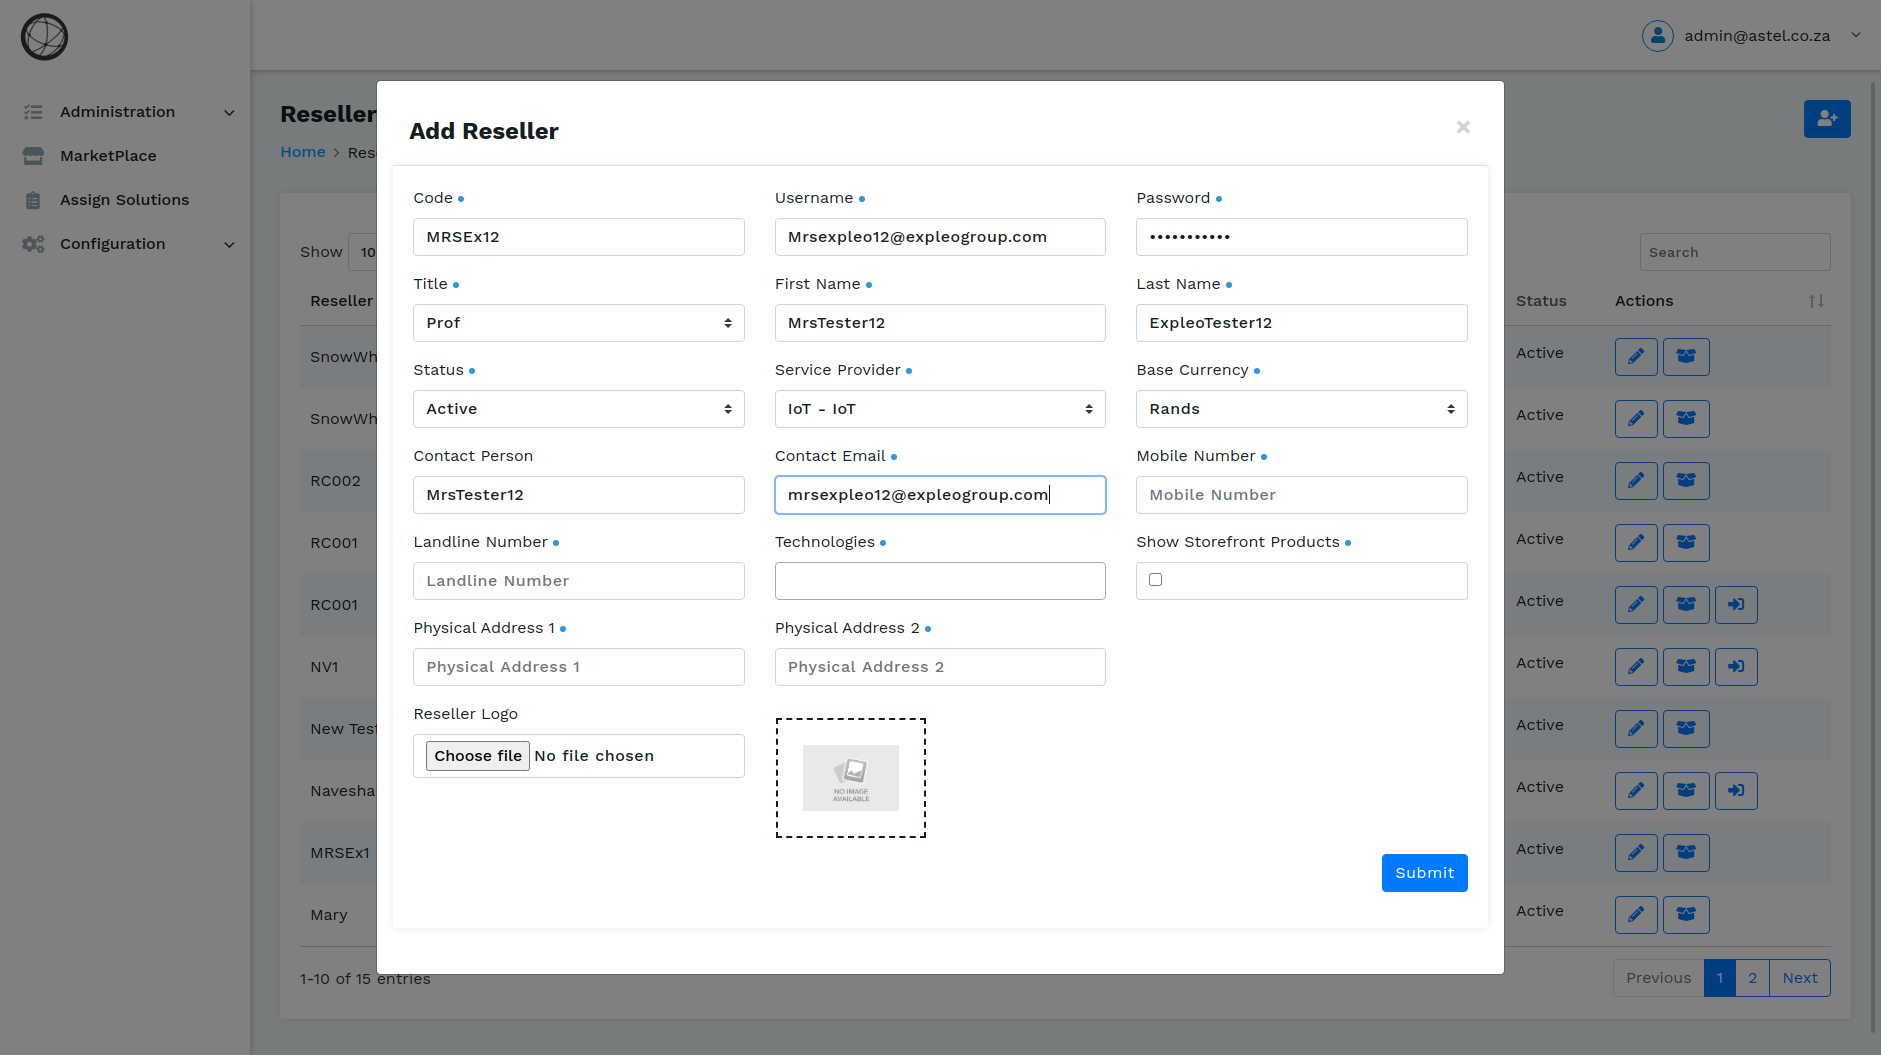 admin@astel.co.za
Administration
MarketPlace
Assign Solutions
Configuration
Reseller
Home > Res
Show 10
Search
Reseller Status Actions
SnowWh Active
SnowWh Active
RC002 Active
RC001 Active
RC001 Active
NV1 Active
New Test Active
Navesha Active
MRSEx1 Active
Mary Active
1-10 of 15 entries
Previous 1 2 Next
Add Reseller ×
Code Username Password
MRSEx12 Mrsexpleo12@expleogroup.com •••••••••••
Title First Name Last Name
Prof MrsTester12 ExpleoTester12
Status Service Provider Base Currency
Active IoT - IoT Rands
Contact Person Contact Email Mobile Number
MrsTester12 mrsexpleo12@expleogroup.com Mobile Number
Landline Number Technologies Show Storefront Products
Landline Number
Physical Address 1 Physical Address 2
Physical Address 1 Physical Address 2
Reseller Logo
Choose file No file chosen
NO IMAGE
AVAILABLE
Submit